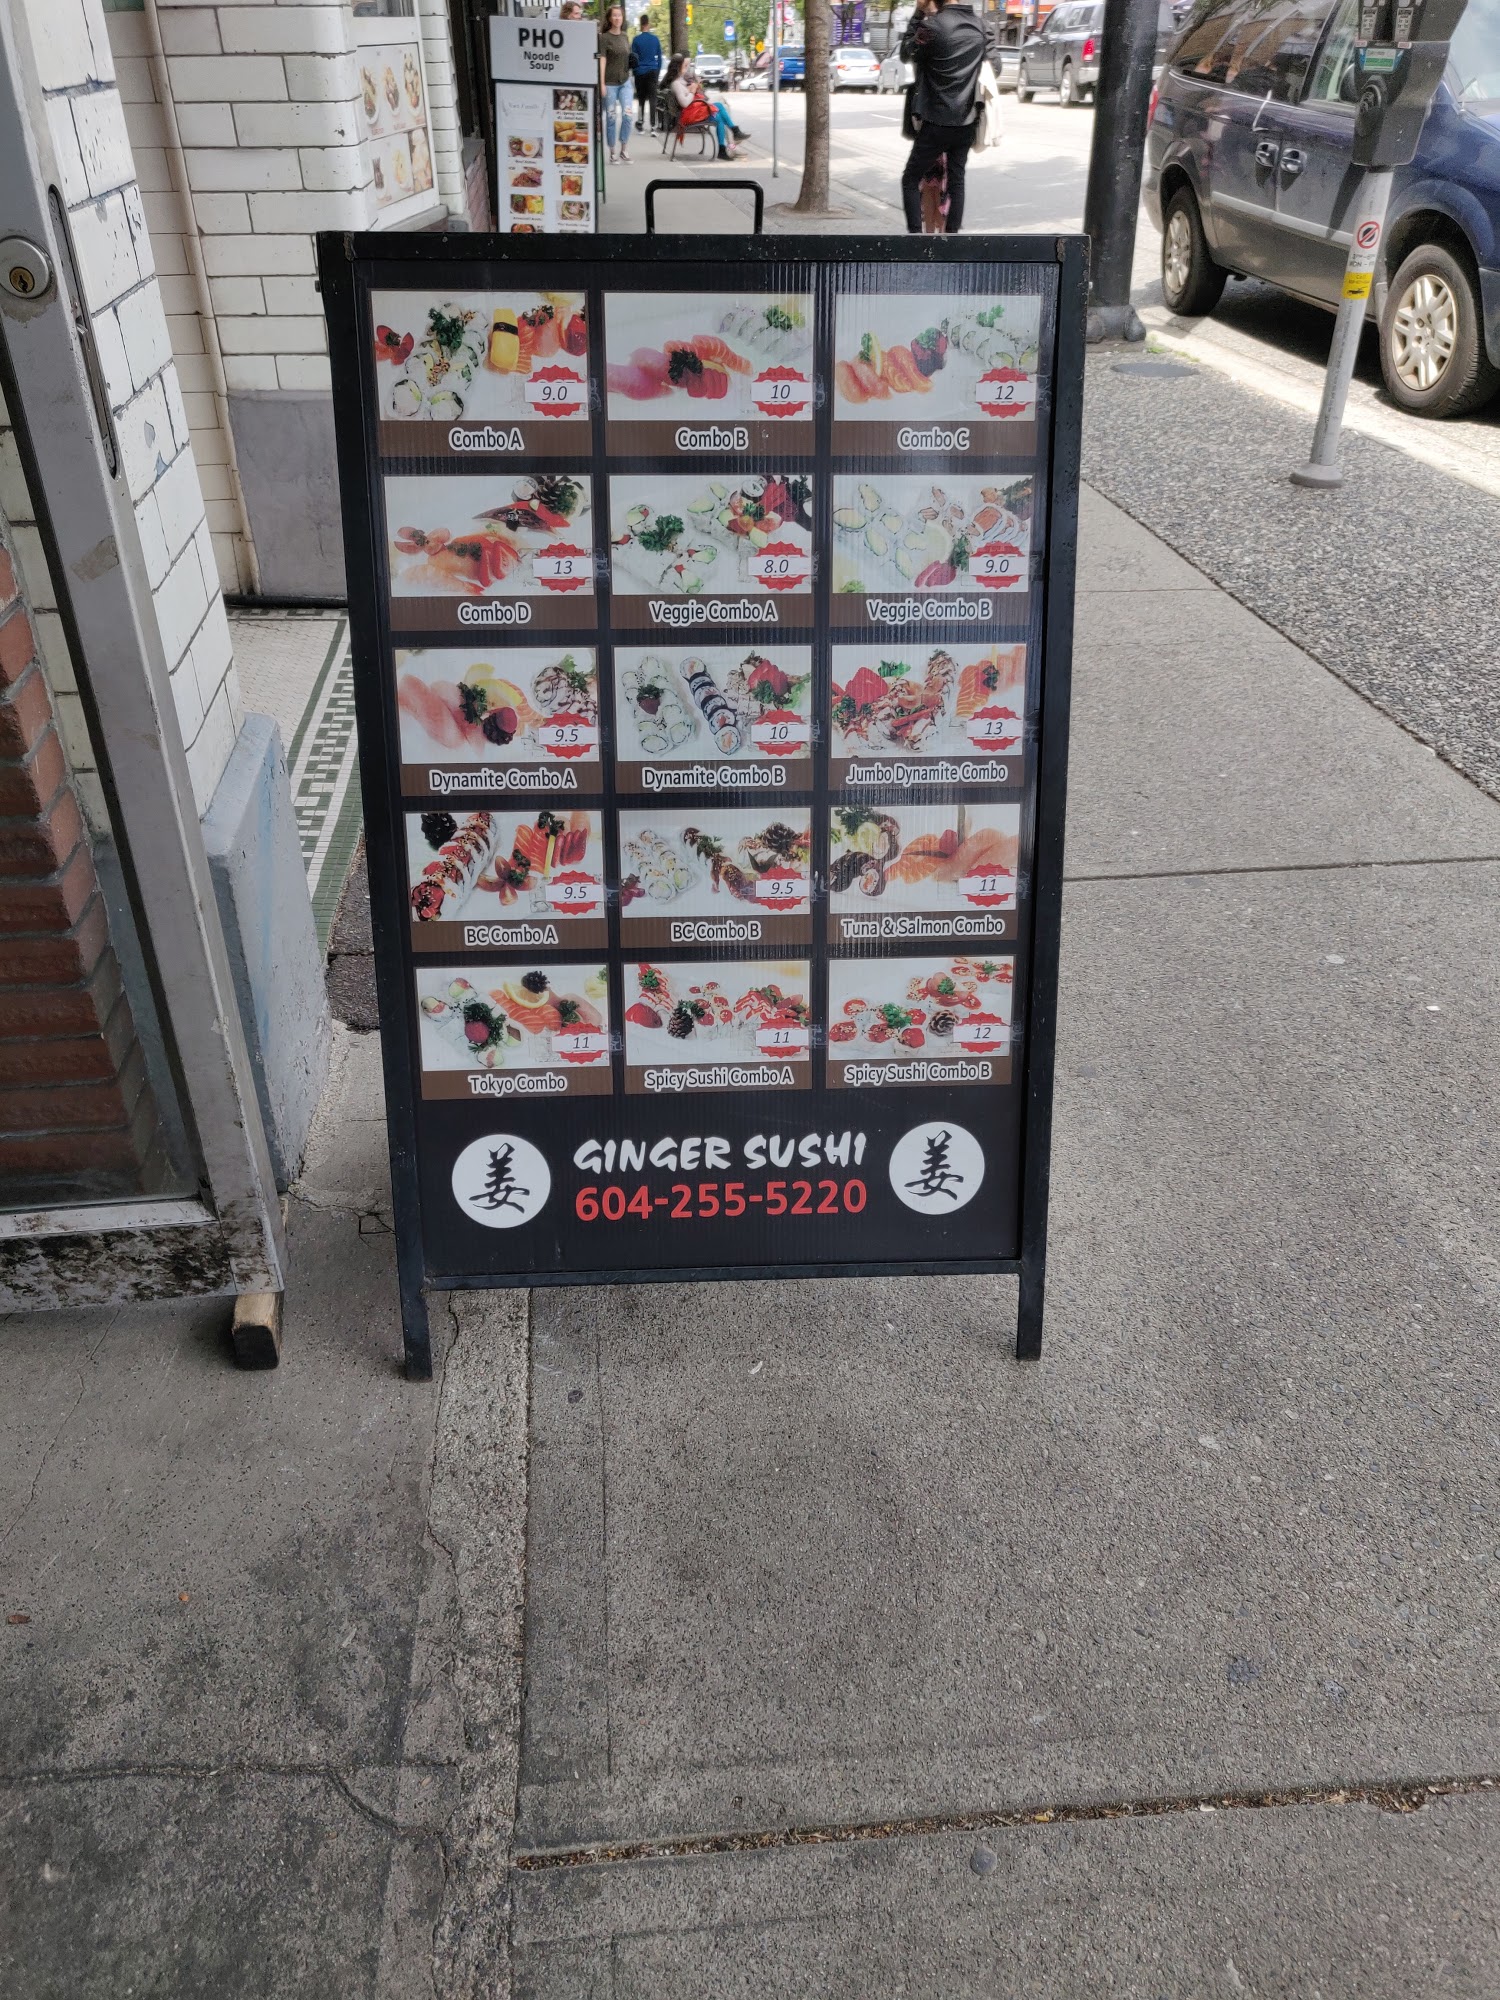 PHO
Noodle
Soup
9.0
10
12
Combo A
Combo B
Combo C
13
8.0
9.0
Combo D
Veggie Combo A
Veggie Combo B
9.5
10
13
Dynamite Combo A
Dynamite Combo B
Jumbo Dynamite Combo
9.5
9.5
11
BC Combo A
BC Combo B
Tuna & Salmon Combo
11
11
12
Tokyo Combo
Spicy Sushi Combo A
Spicy Sushi Combo B
姜
GINGER SUSHI
姜
604-255-5220